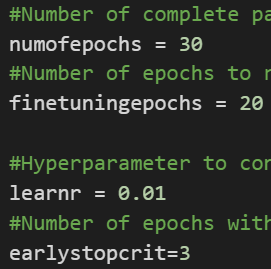 #Number of complete pa
numofepochs = 30
#Number of epochs to
finetuningepochs = 20
#Hyperparameter to con
learnr = 0.01
#Number of epochs with
earlystopcrit=3